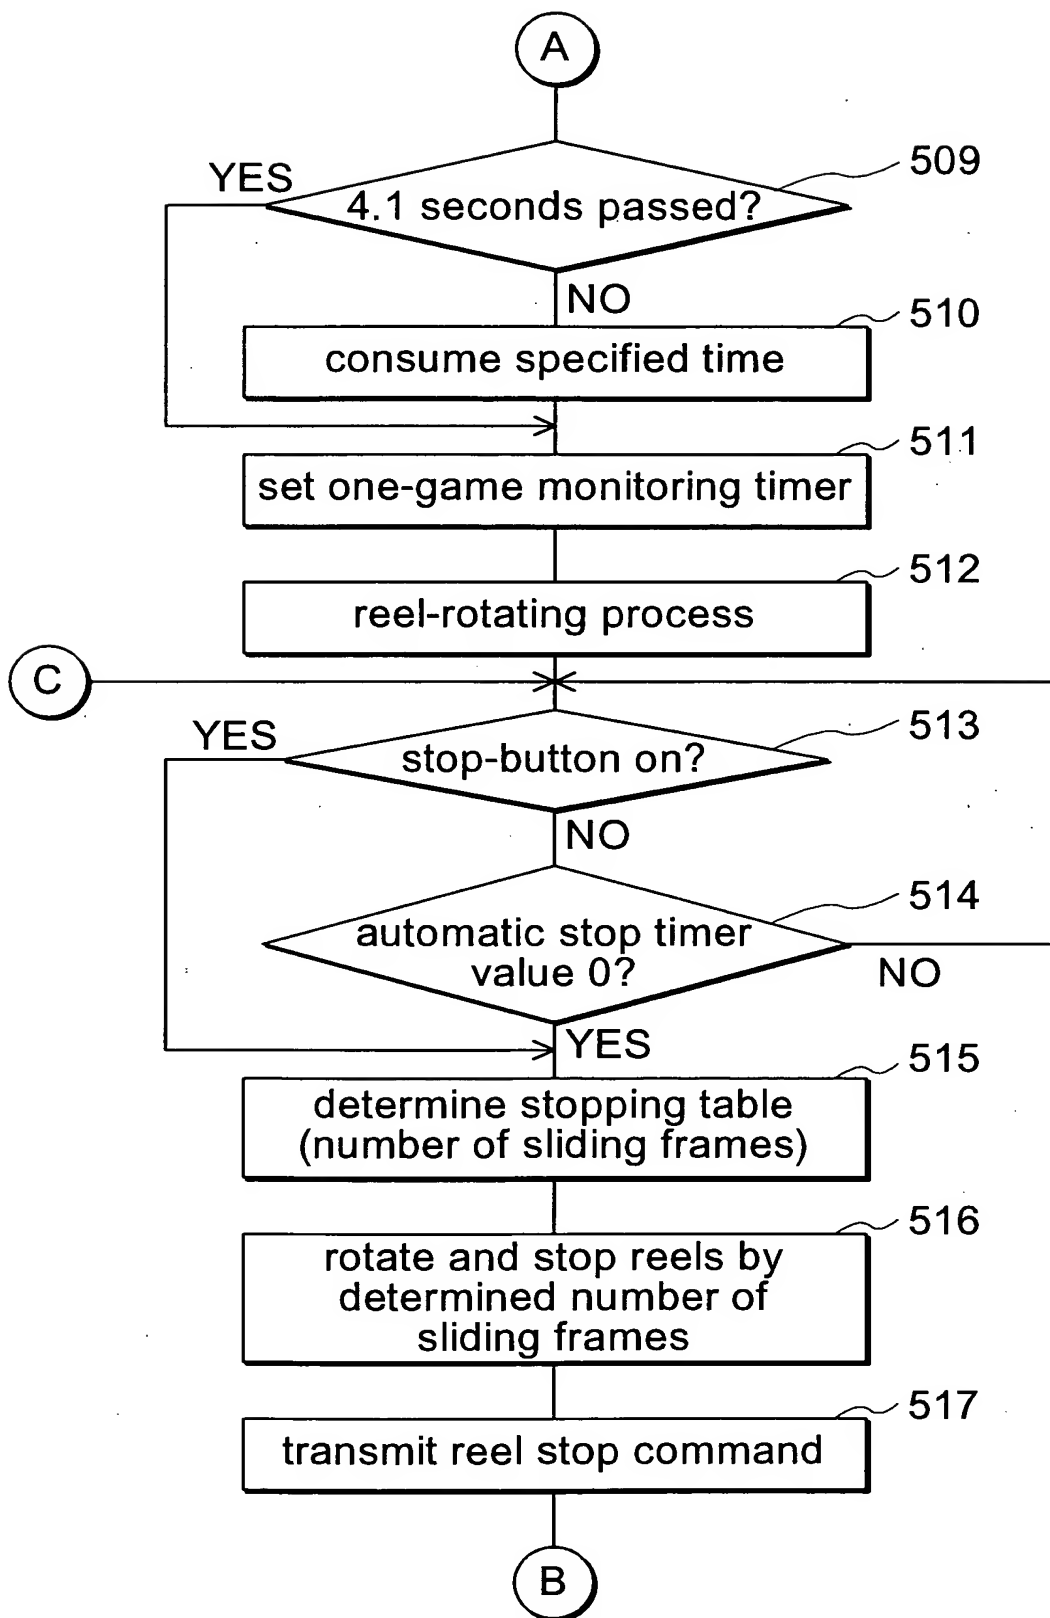 A
509
YES
4.1 seconds passed?
NO
510
consume specified time
511
set one-game monitoring timer
512
reel-rotating process
C
513
YES
stop-button on?
NO
514
automatic stop timer
value 0?
NO
YES
515
determine stopping table
(number of sliding frames)
516
rotate and stop reels by
determined number of
sliding frames
517
transmit reel stop command
B